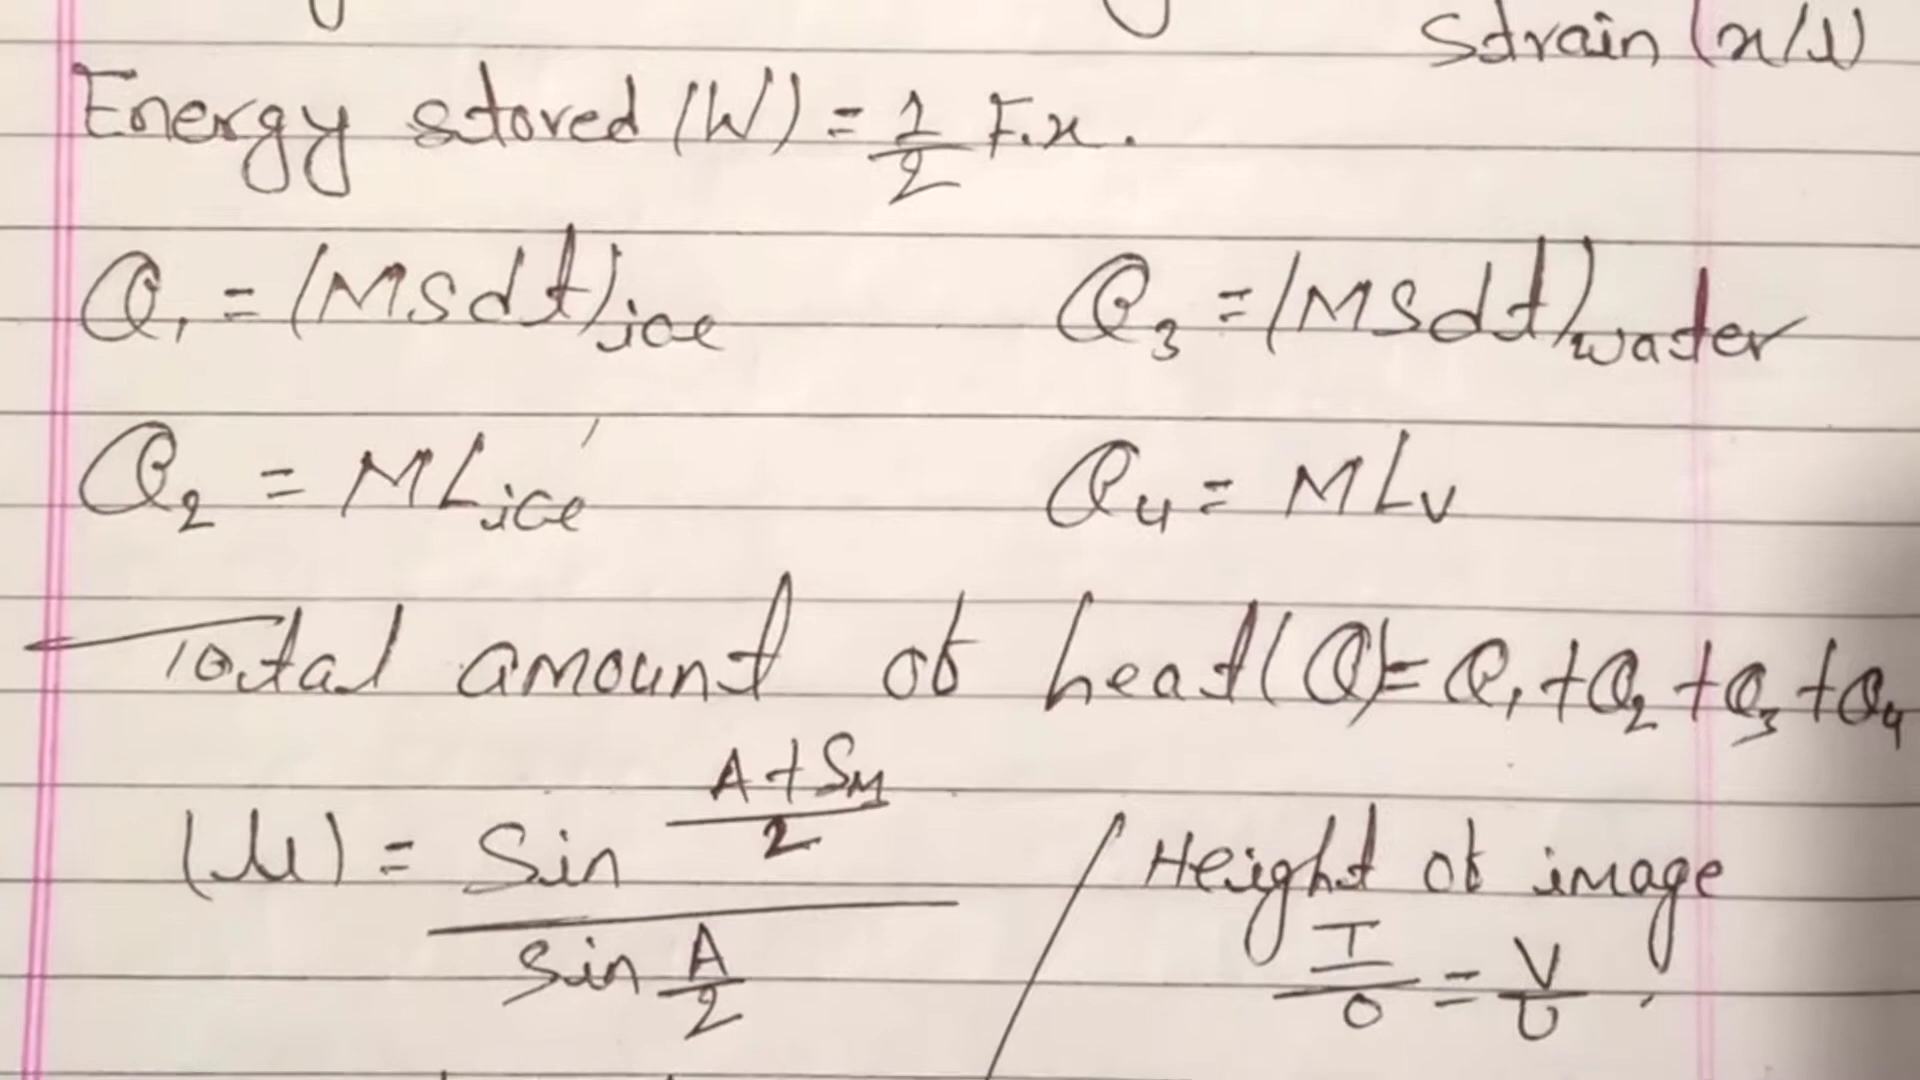 Strain (x/l)
Energy stored (W) = 1/2 F.x.
Q1 = (Msdt)ice Q3 = (Msdt)water
Q2 = MLice Q4 = MLv
Total amount of heat (Q) = Q1 + Q2 + Q3 + Q4
(μ) = Sin A+δM/2 / Sin A/2
Height of image
I/O = V/U